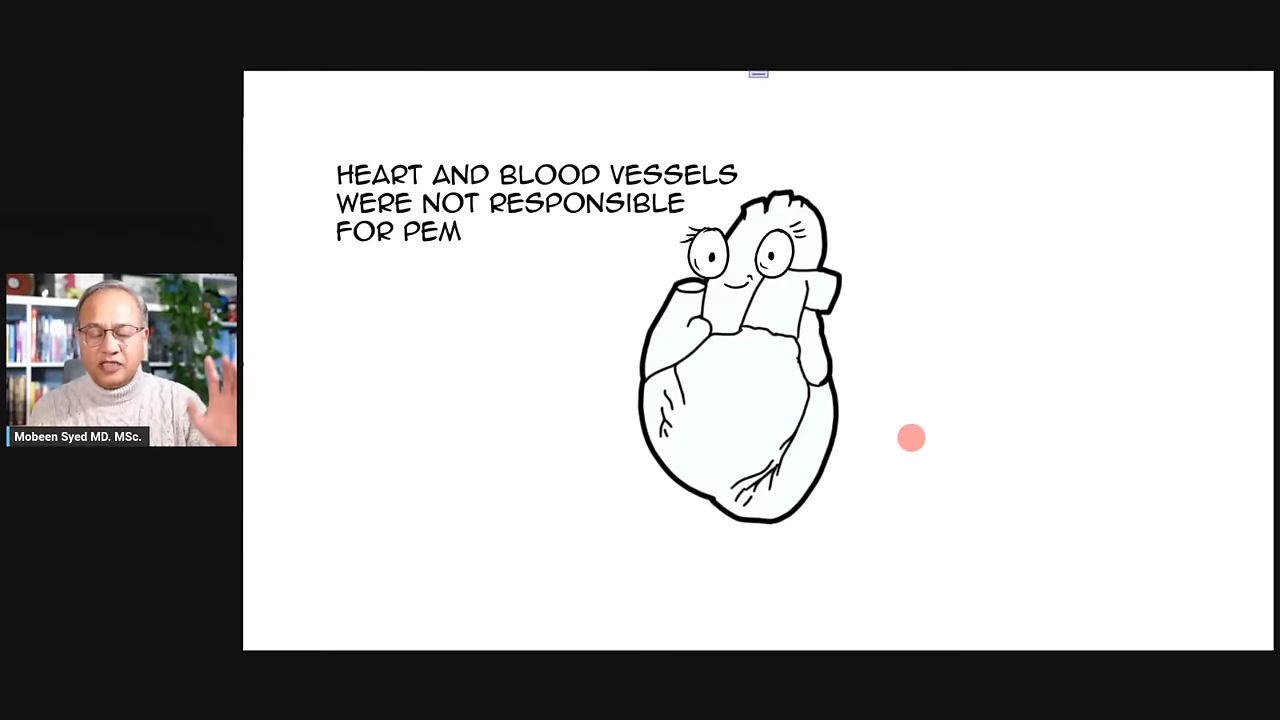 HEART AND BLOOD VESSELS
WERE NOT RESPONSIBLE
FOR PEM
Mobeen Syed MD. MSc.